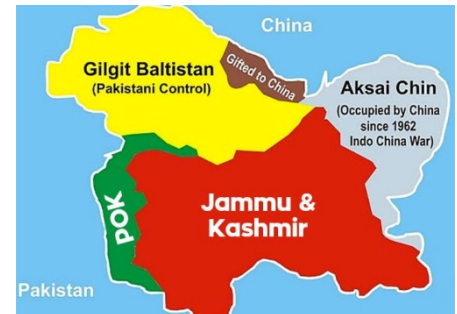 China
Gilgit Baltistan
(Pakistani Control)
Gifted to China
Aksai Chin
(Occupied by China
since 1962
Indo China War)
POK
Jammu &
Kashmir
Pakistan